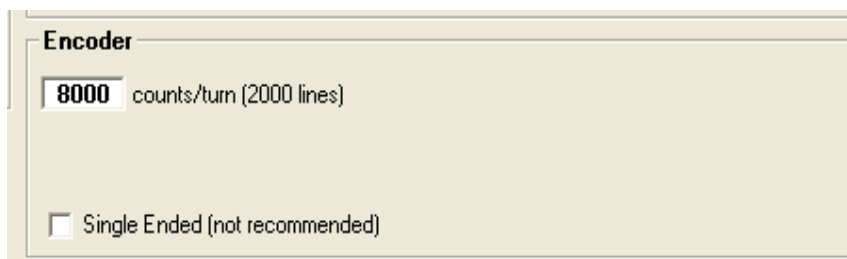 Encoder
8000 counts/turn (2000 lines)
Single Ended (not recommended)